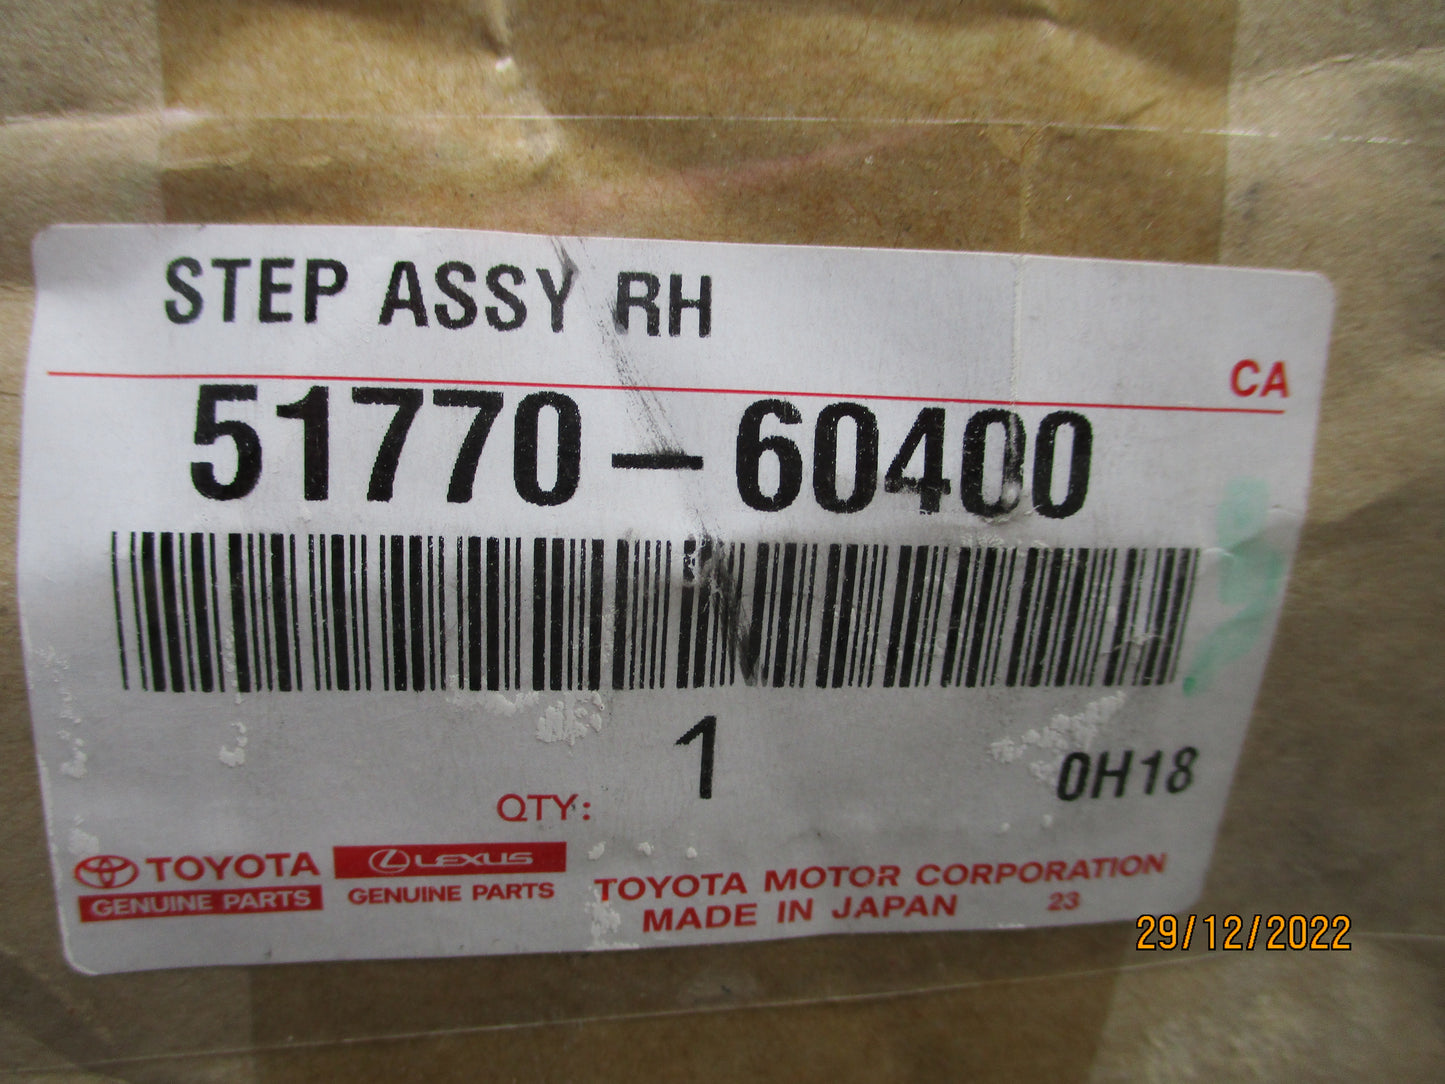 STEP ASSY RH
CA
51770-60400
1
0H18
QTY:
TOYOTA
GENUINE PARTS
LEXUS
GENUINE PARTS
TOYOTA MOTOR CORPORATION
MADE IN JAPAN 23
29/12/2022